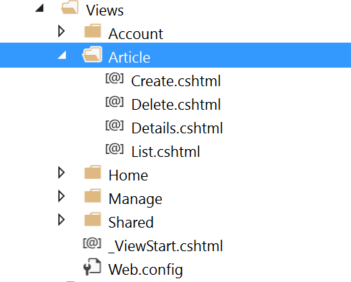 Views
Account
Article
[@] Create.cshtml
[@] Delete.cshtml
[@] Details.cshtml
[@] List.cshtml
Home
Manage
Shared
[@] _ViewStart.cshtml
Web.config